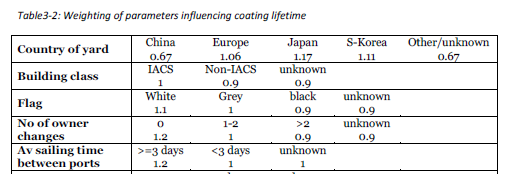 Table3-2: Weighting of parameters influencing coating lifetime
Country of yard China Europe Japan S-Korea Other/unknown
0.67 1.06 1.17 1.11 0.67
Building class IACS Non-IACS unknown
1 0.9 0.9
Flag White Grey black unknown
1.1 1 0.9 0.9
No of owner changes 0 1-2 >2 unknown
1.2 1 0.9 0.9
Av sailing time between ports >=3 days <3 days unknown
1.2 1 1